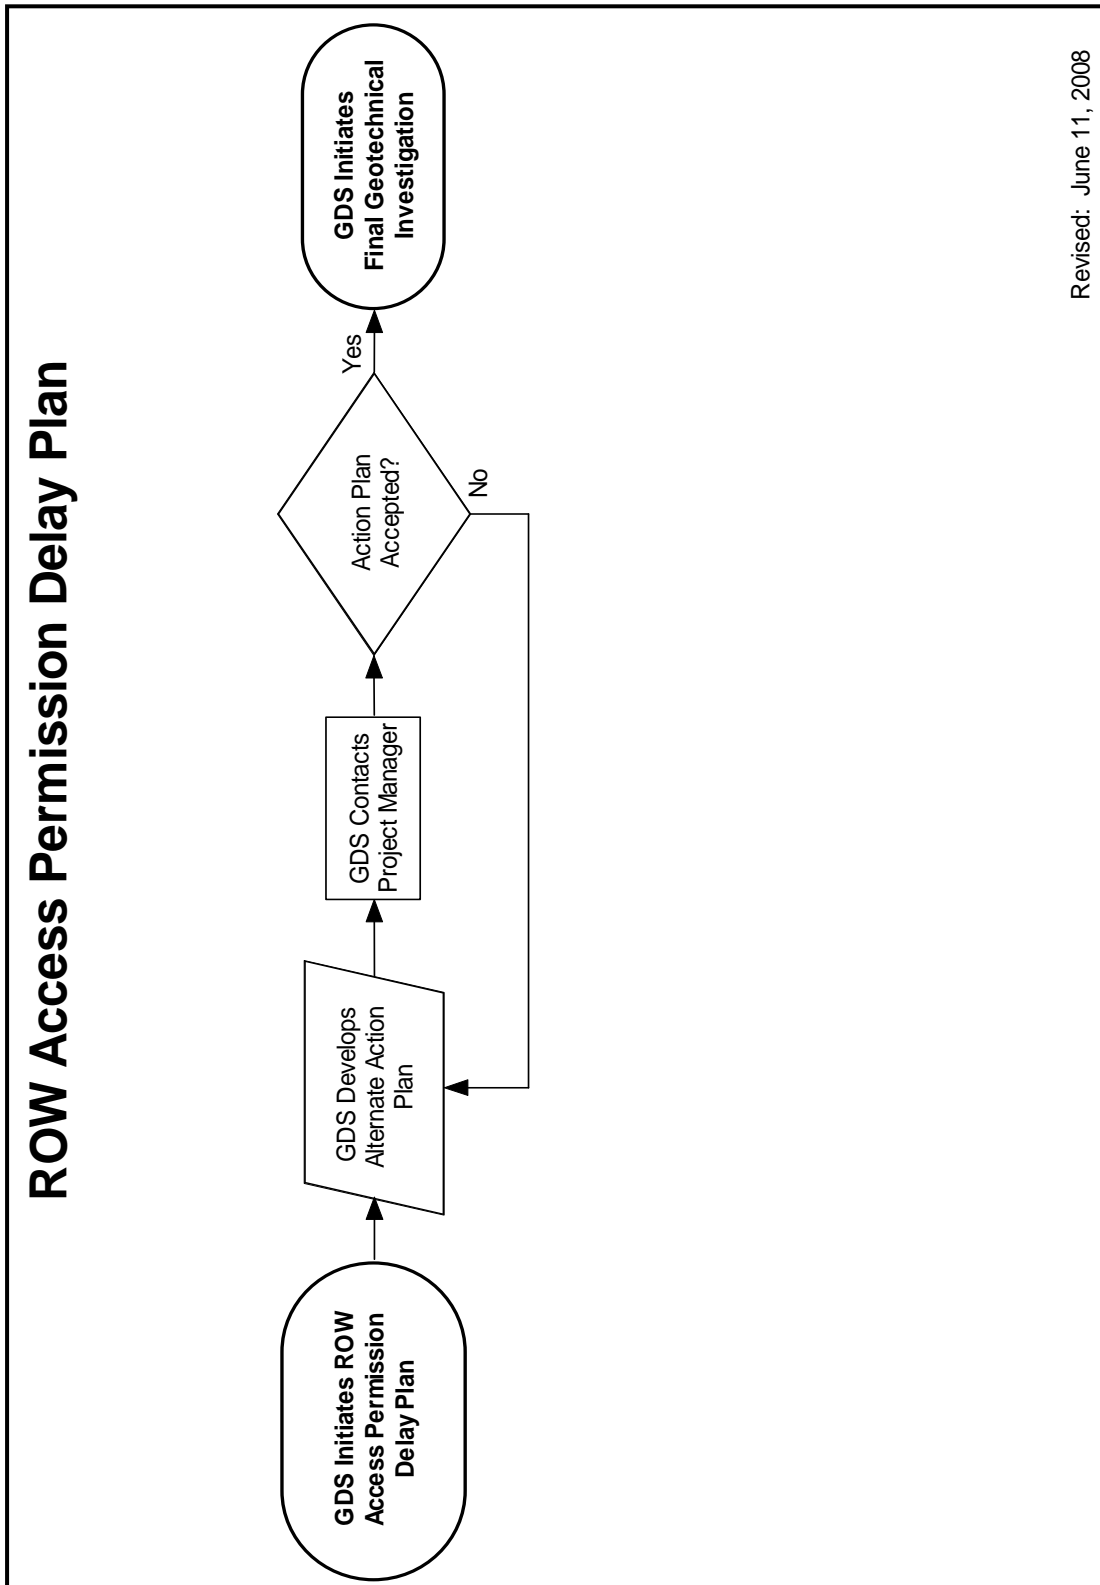 ROW Access Permission Delay Plan
GDS Initiates ROW
Access Permission
Delay Plan
GDS Develops
Alternate Action
Plan
GDS Contacts
Project Manager
Action Plan
Accepted?
Yes
No
GDS Initiates
Final Geotechnical
Investigation
Revised: June 11, 2008